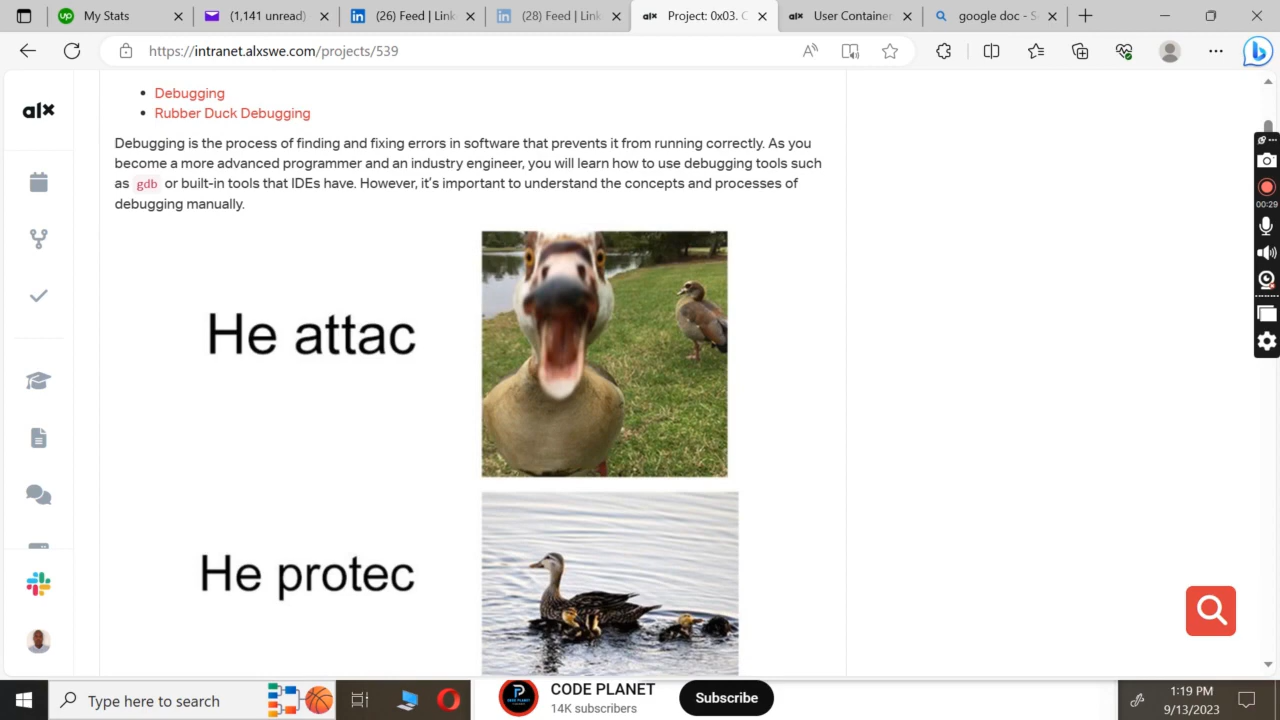 My Stats
(1,141 unread)
(26) Feed | Link
(28) Feed | Link
Project: 0x03. C
User Container
google doc - S
https://intranet.alxswe.com/projects/539
alx
Debugging
Rubber Duck Debugging
Debugging is the process of finding and fixing errors in software that prevents it from running correctly. As you
become a more advanced programmer and an industry engineer, you will learn how to use debugging tools such
as gdb or built-in tools that IDEs have. However, it's important to understand the concepts and processes of
debugging manually.
00:29
He attac
He protec
Type here to search
CODE PLANET
14K subscribers
Subscribe
1:19 PM
9/13/2023